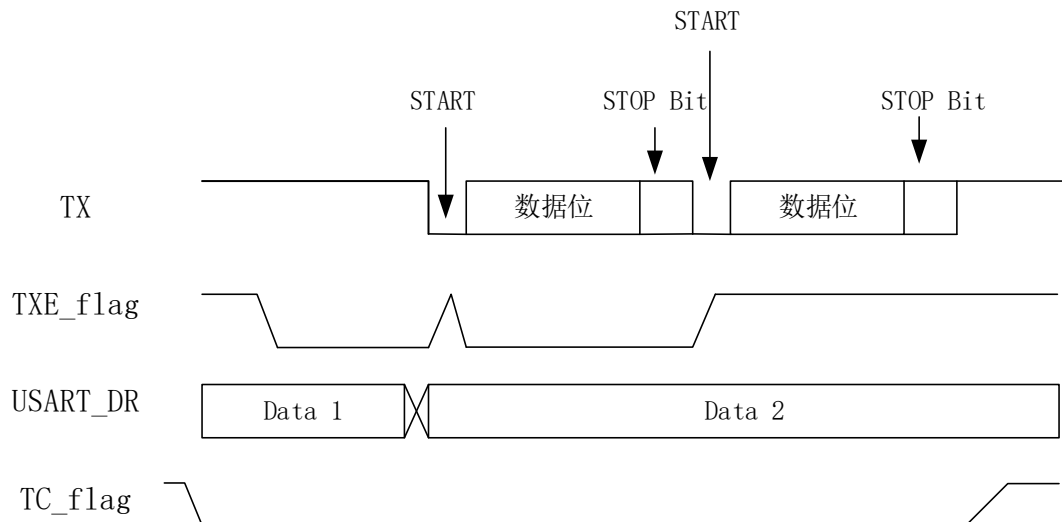 START
START
STOP Bit
STOP Bit
TX
数据位
数据位
TXE_flag
USART_DR
Data 1
Data 2
TC_flag